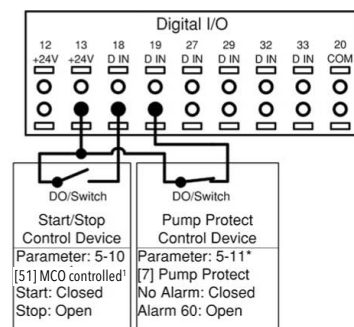 Digital I/O
12 13 18 19 27 29 32 33 20
+24V +24V D IN D IN D IN D IN D IN D IN COM
DO/Switch
Start/Stop
Control Device
Parameter: 5-10
[51] MCO controlled¹
Start: Closed
Stop: Open
DO/Switch
Pump Protect
Control Device
Parameter: 5-11*
[7] Pump Protect
No Alarm: Closed
Alarm 60: Open